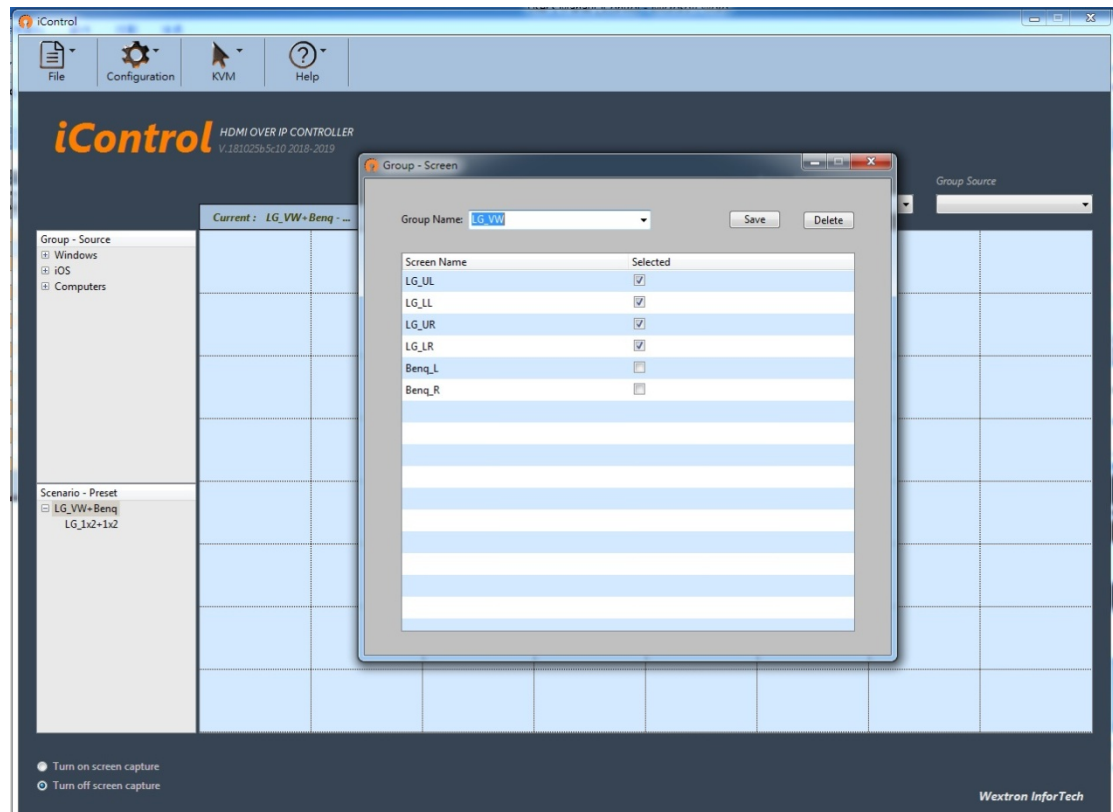 iControl
File
Configuration
KVM
Help
iControl
HDMI OVER IP CONTROLLER
V.181025b5c10 2018-2019
Group Source
Current : LG_VW+Benq - ...
Group - Source
Windows
iOS
Computers
Scenario - Preset
LG_VW+Benq
LG_1x2+1x2
Group - Screen
Group Name: LG_VW
Save
Delete
Screen Name Selected
LG_UL
LG_LL
LG_UR
LG_LR
Benq_L
Benq_R
Turn on screen capture
Turn off screen capture
Wextron InforTech